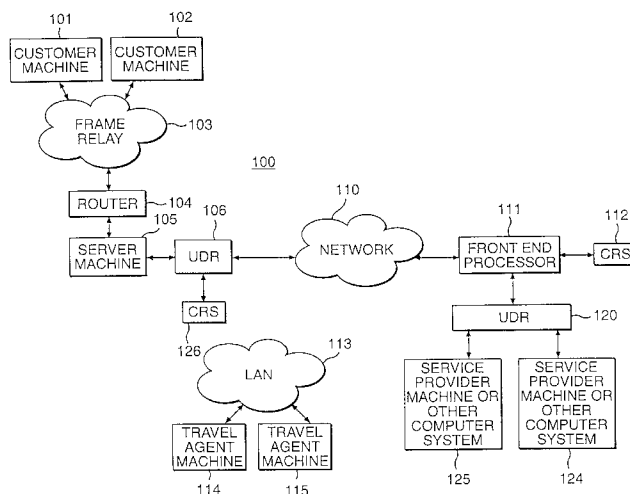 101
102
CUSTOMER
MACHINE
CUSTOMER
MACHINE
FRAME
RELAY
103
100
ROUTER
104
105
SERVER
MACHINE
106
UDR
110
NETWORK
111
FRONT END
PROCESSOR
112
CRS
CRS
126
UDR
120
113
LAN
SERVICE
PROVIDER
MACHINE OR
OTHER
COMPUTER
SYSTEM
SERVICE
PROVIDER
MACHINE OR
OTHER
COMPUTER
SYSTEM
TRAVEL
AGENT
MACHINE
TRAVEL
AGENT
MACHINE
114
115
125
124